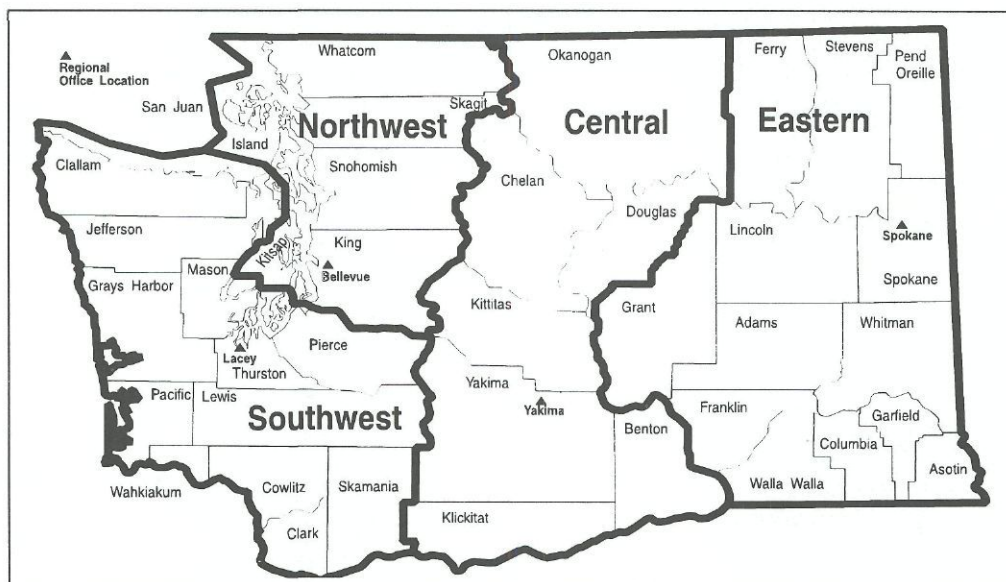 Regional
Office Location
San Juan
Whatcom
Skagit
Northwest
Island
Snohomish
King
Bellevue
Kitsap
Okanogan
Central
Chelan
Douglas
Kittitas
Yakima
Yakima
Benton
Klickitat
Ferry
Stevens
Pend
Oreille
Eastern
Lincoln
Spokane
Spokane
Grant
Adams
Whitman
Franklin
Walla Walla
Columbia
Garfield
Asotin
Clallam
Jefferson
Mason
Grays Harbor
Lacey
Thurston
Pierce
Pacific
Lewis
Southwest
Wahkiakum
Cowlitz
Skamania
Clark